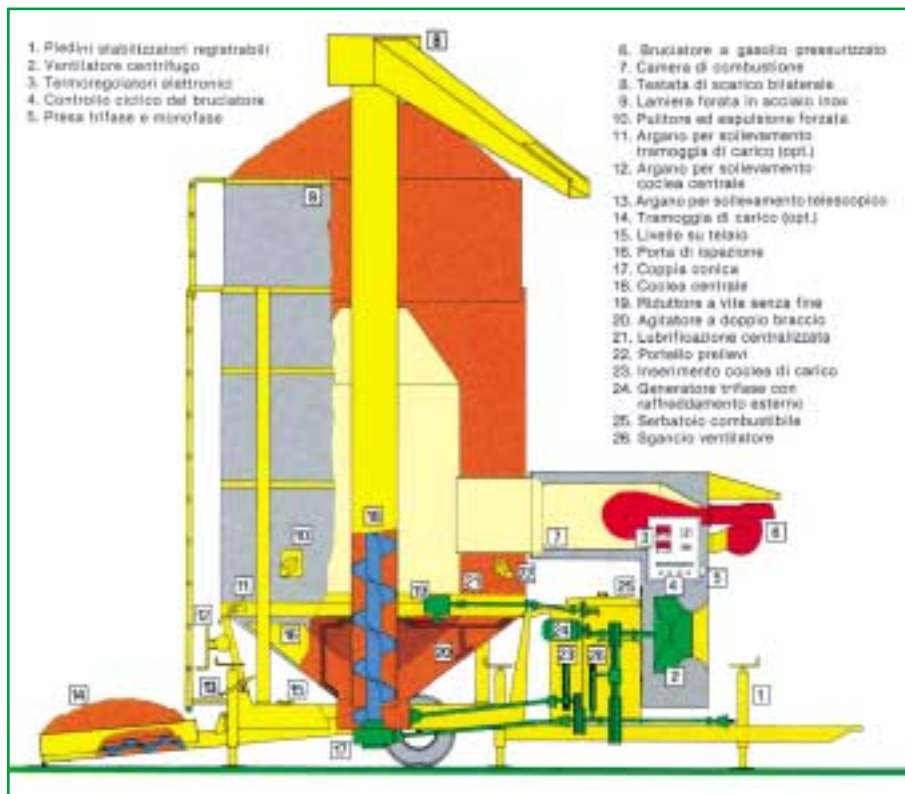 1. Piedini stabilizzatori registrabili
2. Ventilatore centrifugo
3. Termoregolatori elettronici
4. Controllo ciclico del bruciatore
5. Presa trifase e monofase
6. Bruciatore a gasolio pressurizzato
7. Camera di combustione
8. Testata di scarico bilaterale
9. Lamiera forata in acciaio inox
10. Pulitore ed espulsione forzata
11. Argano per sollevamento
tramoggia di carico (opt.)
12. Argano per sollevamento
coclea centrale
13. Argano per sollevamento telescopico
14. Tramoggia di carico (opt.)
15. Livello su telaio
16. Porta di ispezione
17. Coppia conica
18. Coclea centrale
19. Riduttore a vite senza fine
20. Agitatore a doppio braccio
21. Lubrificazione centralizzata
22. Portello prelievi
23. Inserimento coclea di carico
24. Generatore trifase con
raffreddamento esterno
25. Serbatoio combustibile
26. Sgancio ventilatore
8
9
18
10
7
3
6
5
4
22
21
19
25
11
12
16
20
24
23
26
2
1
13
15
14
17